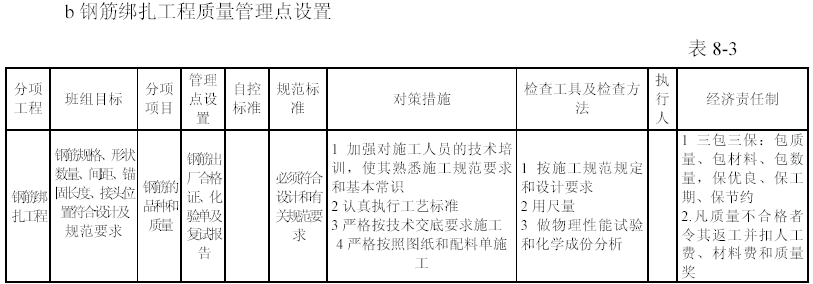 b 钢筋绑扎工程质量管理点设置
表 8-3
分项
工程
班组目标
分项
项目
管理
点设
置
自控
标准
规范标
准
对策措施
检查工具及检查方
法
执
行
人
经济责任制
钢筋绑
扎工程
钢筋规格、形状
数量、间距、锚
固长度、接头位
置符合设计及
规范要求
钢筋的
品种和
质量
钢筋出
厂合格
证、化
验单及
复试报
告
必须符合
设计和有
关规范要
求
1 加强对施工人员的技术培
训，使其熟悉施工规范要求
和基本常识
2 认真执行工艺标准
3 严格按技术交底要求施工
4 严格按照图纸和配料单施
工
1 按施工规范规定
和设计要求
2 用尺量
3 做物理性能试验
和化学成份分析
1 三包三保：包质
量、包材料、包数
量，保优良、保工
期、保节约
2.凡质量不合格者
令其返工并扣人工
费、材料费和质量
奖